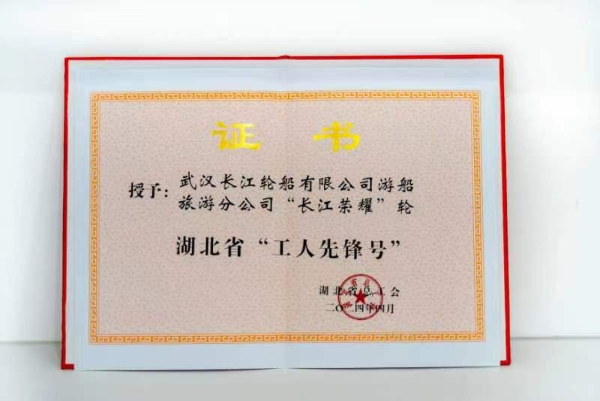 证书
授予：武汉长江轮船有限公司游船
旅游分公司“长江荣耀”轮
湖北省“工人先锋号”
湖北省总工会
二〇二四年四月